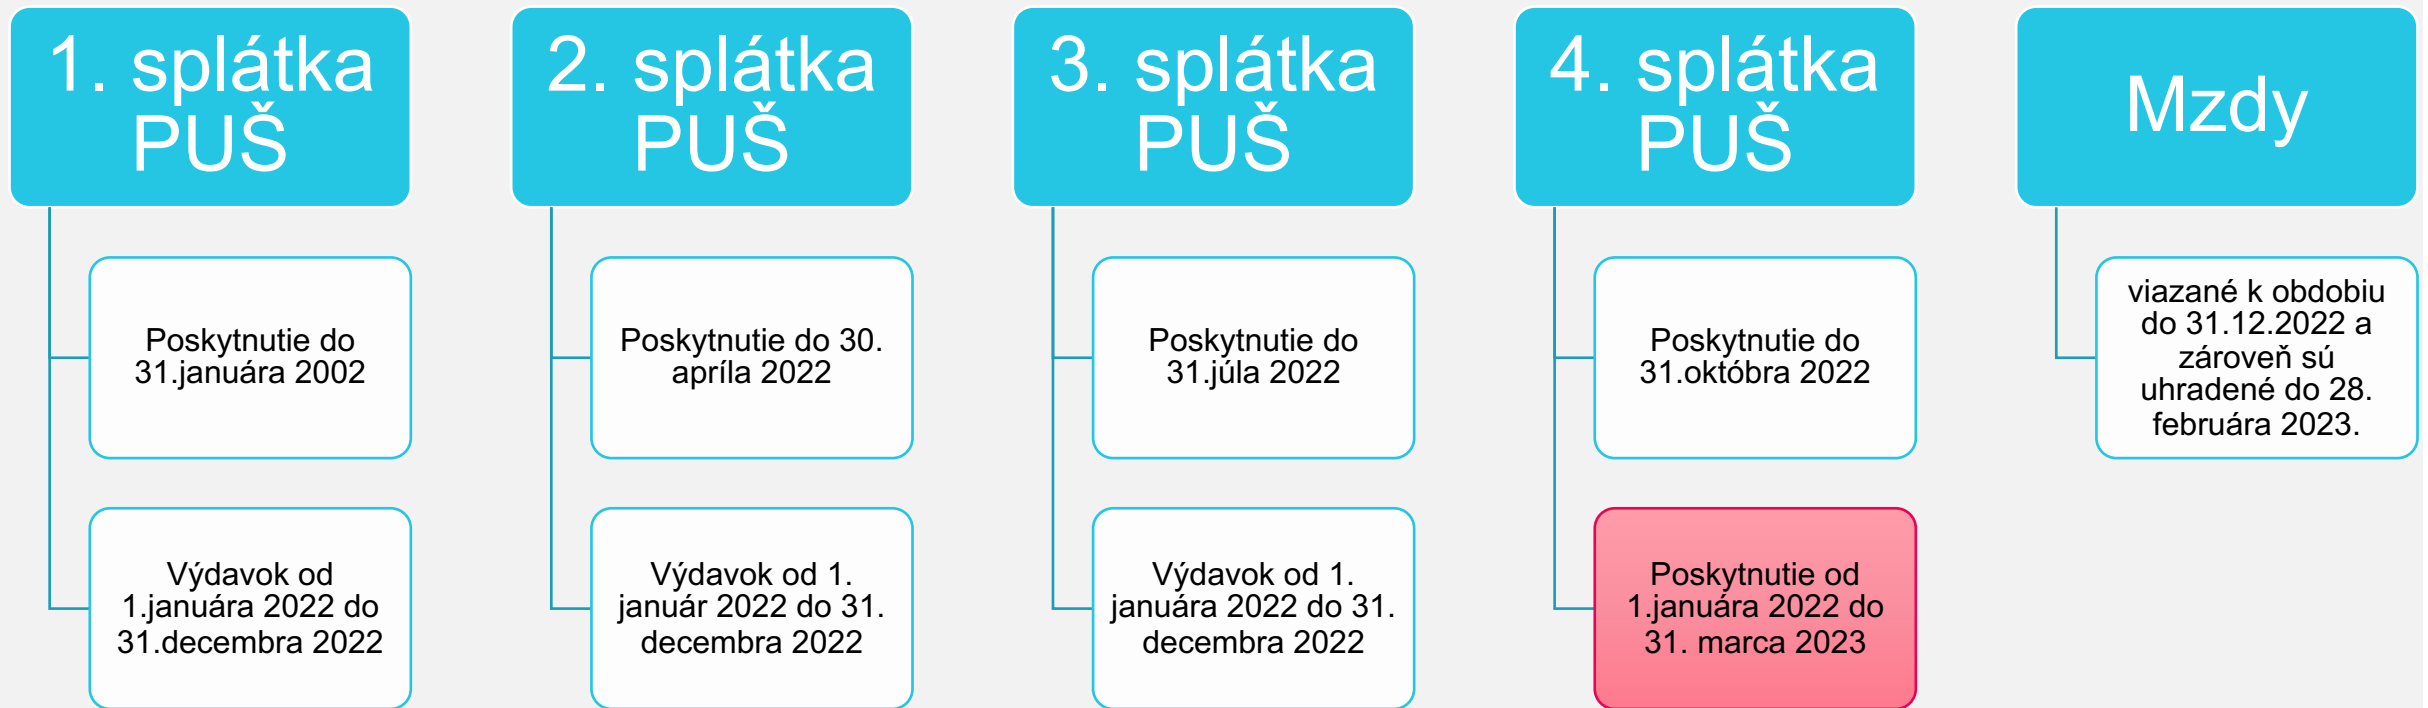 1. splátka
PUŠ
Poskytnutie do
31.januára 2002
Výdavok od
1.januára 2022 do
31.decembra 2022
2. splátka
PUŠ
Poskytnutie do 30.
apríla 2022
Výdavok od 1.
január 2022 do 31.
decembra 2022
3. splátka
PUŠ
Poskytnutie do
31.júla 2022
Výdavok od 1.
januára 2022 do 31.
decembra 2022
4. splátka
PUŠ
Poskytnutie do
31.októbra 2022
Poskytnutie od
1.januára 2022 do
31. marca 2023
Mzdy
viazané k obdobiu
do 31.12.2022 a
zároveň sú
uhradené do 28.
februára 2023.